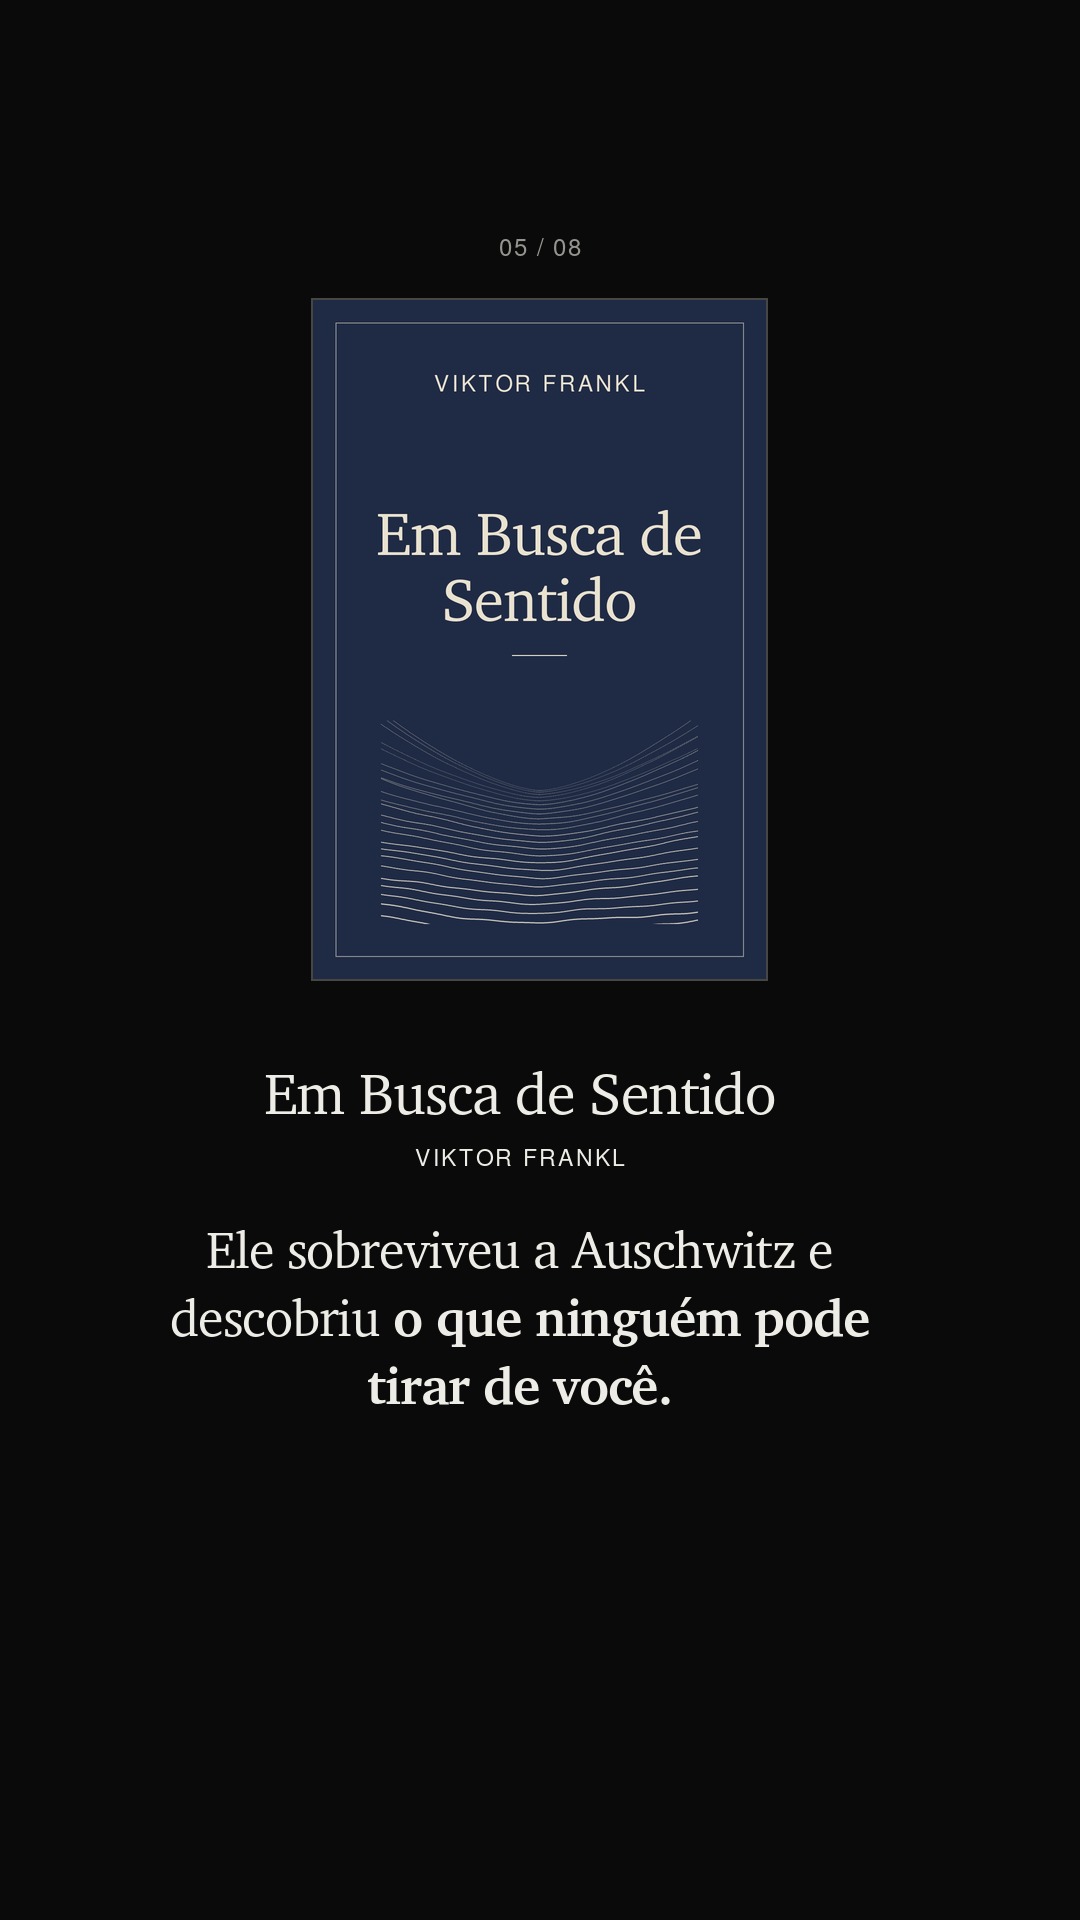 05 / 08
VIKTOR FRANKL
Em Busca de
Sentido
Em Busca de Sentido
VIKTOR FRANKL
Ele sobreviveu a Auschwitz e
descobriu o que ninguém pode
tirar de você.